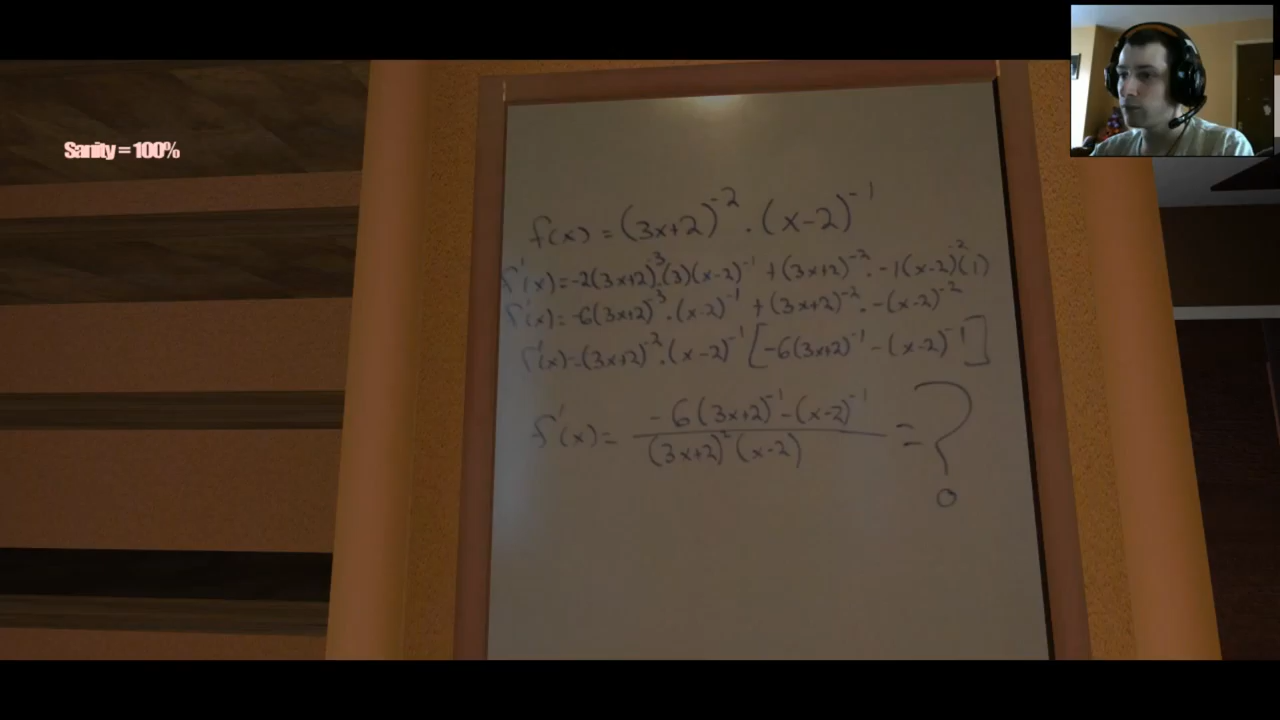 Sanity = 100%
f(x) = (3x+2)⁻² · (x-2)⁻¹
f'(x) = -2(3x+2)⁻³(3)(x-2)⁻¹ + (3x+2)⁻² · -1(x-2)⁻²(1)
f'(x) = -6(3x+2)⁻³ · (x-2)⁻¹ + (3x+2)⁻² · -(x-2)⁻²
f'(x) = (3x+2)⁻² · (x-2)⁻¹ [-6(3x+2)⁻¹ - (x-2)⁻¹]
f'(x) = -6(3x+2)⁻¹ - (x-2)⁻¹ / (3x+2)² (x-2) = ?